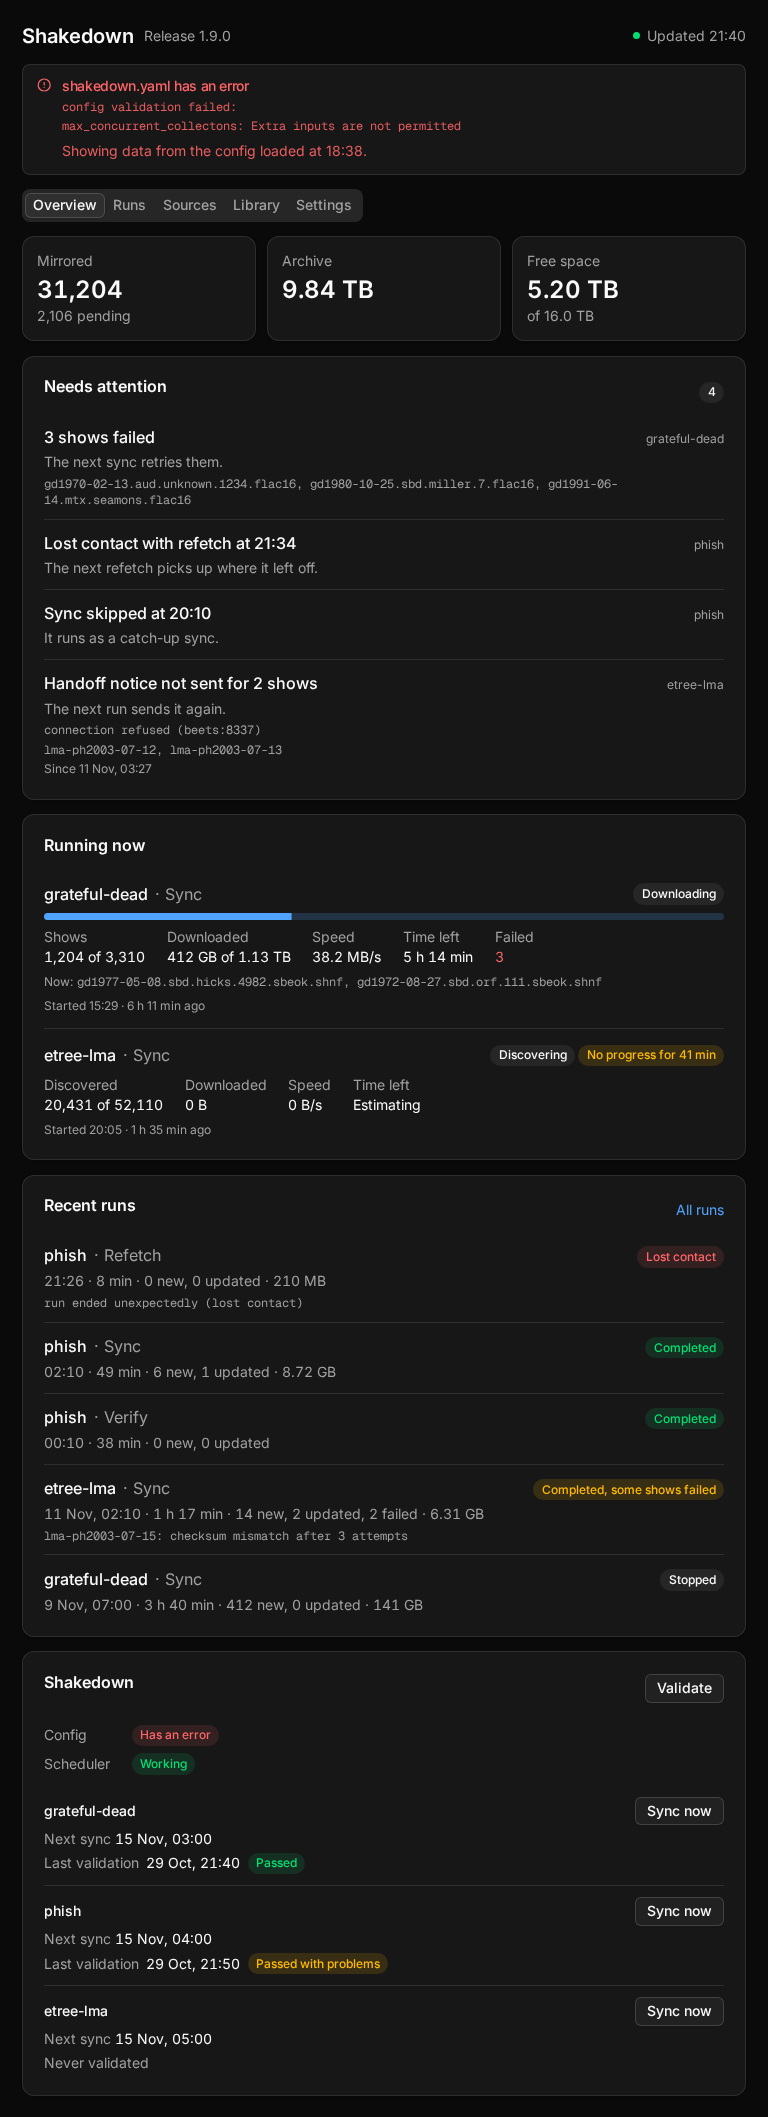 Shakedown Release 1.9.0 Updated 21:40
shakedown.yaml has an error
config validation failed:
max_concurrent_collectons: Extra inputs are not permitted
Showing data from the config loaded at 18:38.
Overview Runs Sources Library Settings
Mirrored Archive Free space
31,204 9.84 TB 5.20 TB
2,106 pending of 16.0 TB
Needs attention 4
3 shows failed grateful-dead
The next sync retries them.
gd1970-02-13.aud.unknown.1234.flac16, gd1980-10-25.sbd.miller.7.flac16, gd1991-06-
14.mtx.seamons.flac16
Lost contact with refetch at 21:34 phish
The next refetch picks up where it left off.
Sync skipped at 20:10 phish
It runs as a catch-up sync.
Handoff notice not sent for 2 shows etree-lma
The next run sends it again.
connection refused (beets:8337)
lma-ph2003-07-12, lma-ph2003-07-13
Since 11 Nov, 03:27
Running now
grateful-dead · Sync Downloading
Shows Downloaded Speed Time left Failed
1,204 of 3,310 412 GB of 1.13 TB 38.2 MB/s 5 h 14 min 3
Now: gd1977-05-08.sbd.hicks.4982.sbeok.shnf, gd1972-08-27.sbd.orf.111.sbeok.shnf
Started 15:29 · 6 h 11 min ago
etree-lma · Sync Discovering No progress for 41 min
Discovered Downloaded Speed Time left
20,431 of 52,110 0 B 0 B/s Estimating
Started 20:05 · 1 h 35 min ago
Recent runs All runs
phish · Refetch Lost contact
21:26 · 8 min · 0 new, 0 updated · 210 MB
run ended unexpectedly (lost contact)
phish · Sync Completed
02:10 · 49 min · 6 new, 1 updated · 8.72 GB
phish · Verify Completed
00:10 · 38 min · 0 new, 0 updated
etree-lma · Sync Completed, some shows failed
11 Nov, 02:10 · 1 h 17 min · 14 new, 2 updated, 2 failed · 6.31 GB
lma-ph2003-07-15: checksum mismatch after 3 attempts
grateful-dead · Sync Stopped
9 Nov, 07:00 · 3 h 40 min · 412 new, 0 updated · 141 GB
Shakedown Validate
Config Has an error
Scheduler Working
grateful-dead Sync now
Next sync 15 Nov, 03:00
Last validation 29 Oct, 21:40 Passed
phish Sync now
Next sync 15 Nov, 04:00
Last validation 29 Oct, 21:50 Passed with problems
etree-lma Sync now
Next sync 15 Nov, 05:00
Never validated